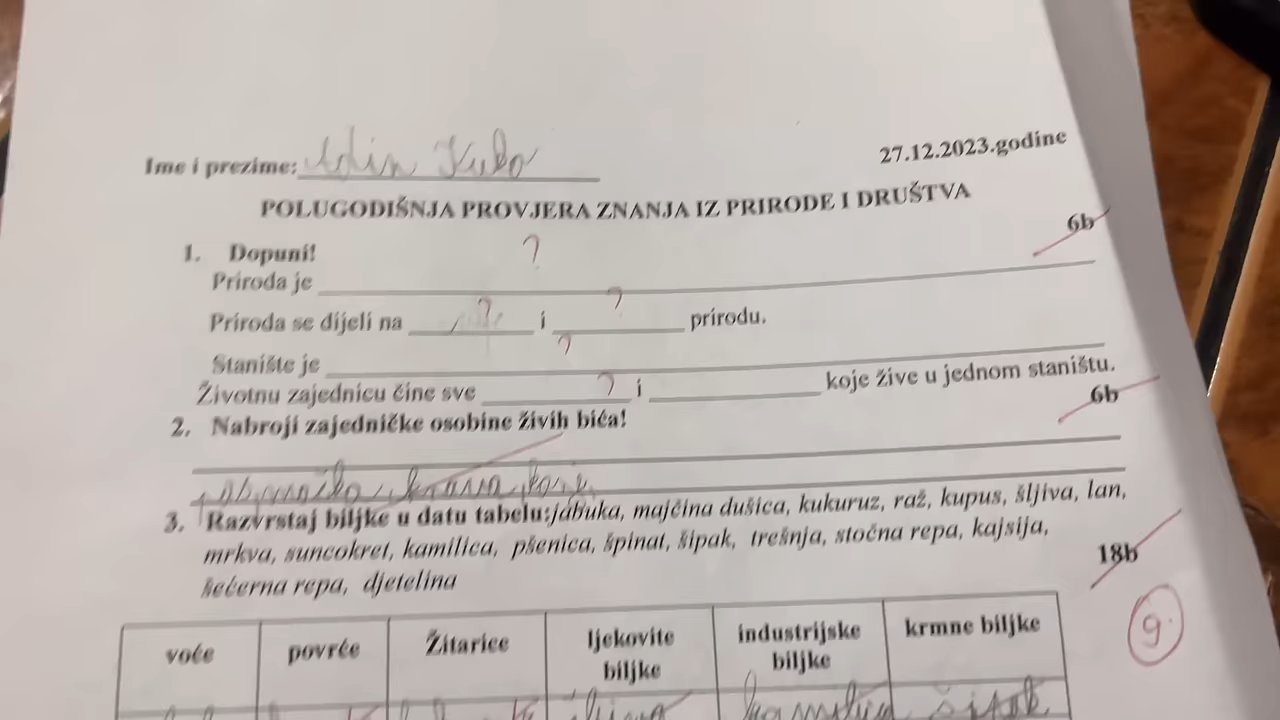 Ime i prezime: 
27.12.2023.godine
POLUGODIŠNJA PROVJERA ZNANJA IZ PRIRODE I DRUŠTVA
1. Dopuni! ?
6b
Priroda je
Priroda se dijeli na ? i ? prirodu.
Stanište je ?
Životnu zajednicu čine sve ? i koje žive u jednom staništu.
2. Nabroji zajedničke osobine živih bića!
6b
3. Razvrstaj biljke u datu tabelu:jabuka, majčina dušica, kukuruz, raž, kupus, šljiva, lan,
mrkva, suncokret, kamilica, pšenica, špinat, šipak, trešnja, stočna repa, kajsija,
šećerna repa, djetelina
18b
9.
voće povrće Žitarice ljekovite biljke industrijske biljke krmne biljke
šljiva kamilica šipak